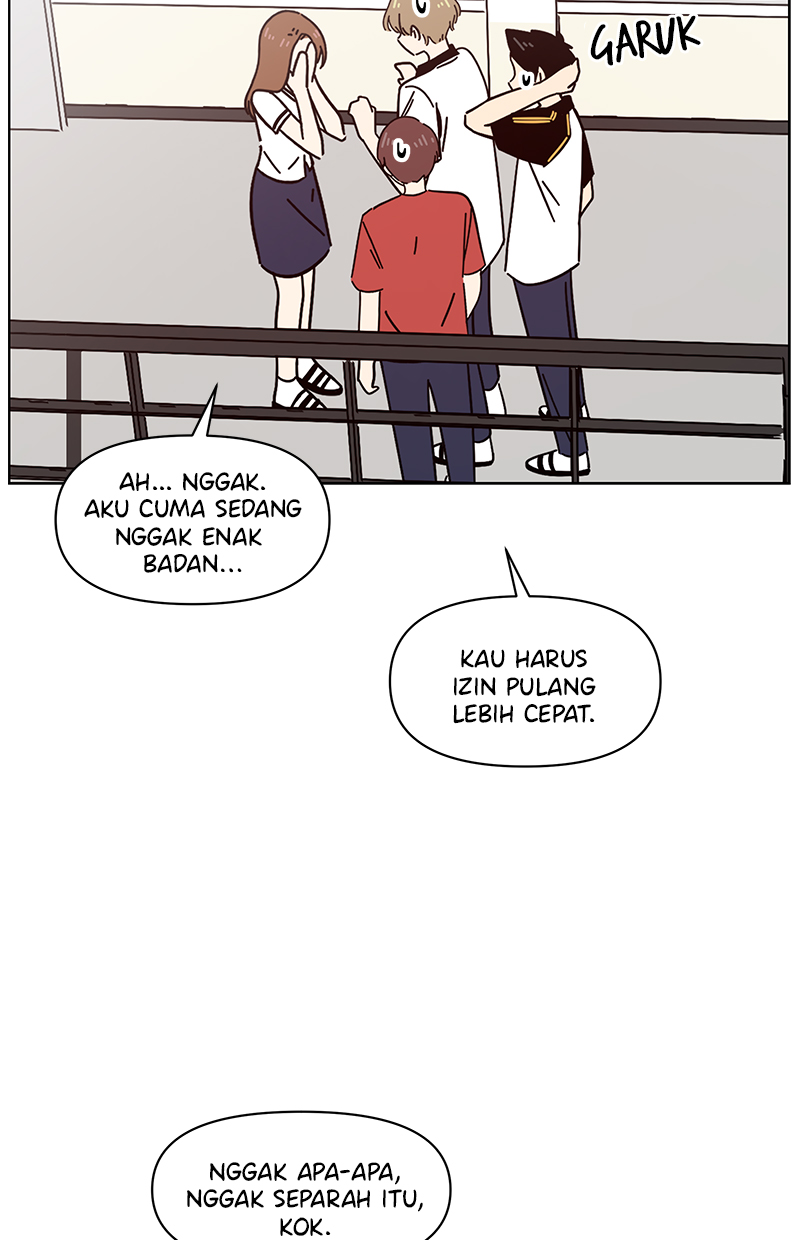 GARUK
AH... NGGAK.
AKU CUMA SEDANG
NGGAK ENAK
BADAN...
KAU HARUS
IZIN PULANG
LEBIH CEPAT.
NGGAK APA-APA,
NGGAK SEPARAH ITU,
KOK.